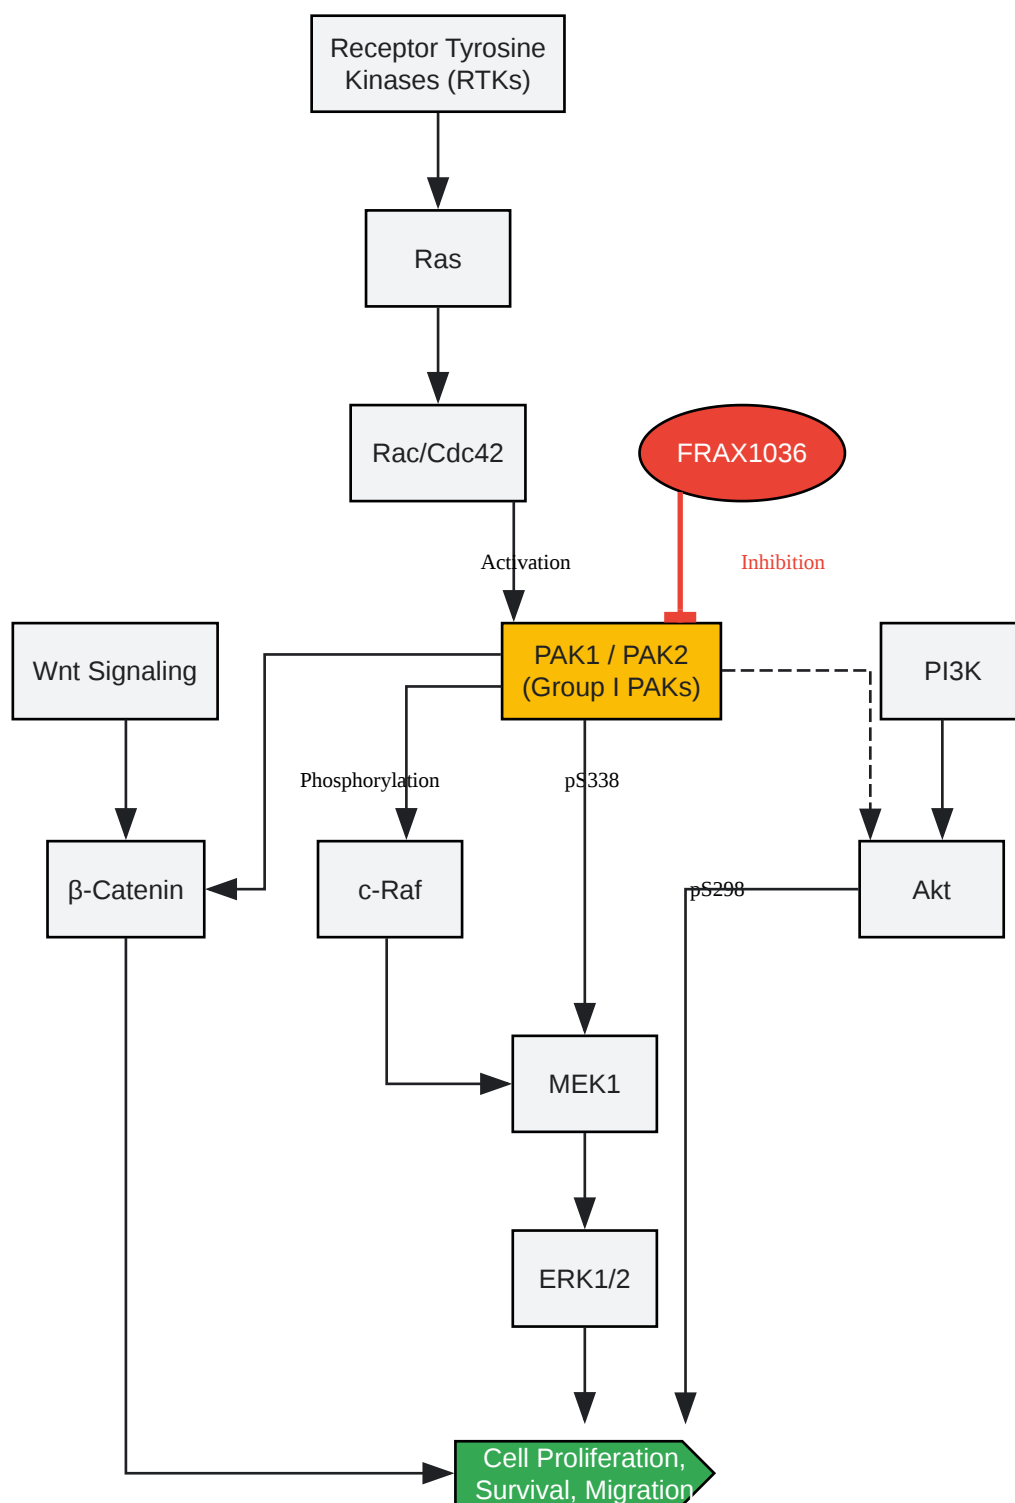 Receptor Tyrosine
Kinases (RTKs)
Ras
Rac/Cdc42
FRAX1036
Activation
Inhibition
Wnt Signaling
PAK1 / PAK2
(Group I PAKs)
PI3K
Phosphorylation
pS338
β-Catenin
c-Raf
pS298
Akt
MEK1
ERK1/2
Cell Proliferation,
Survival, Migration